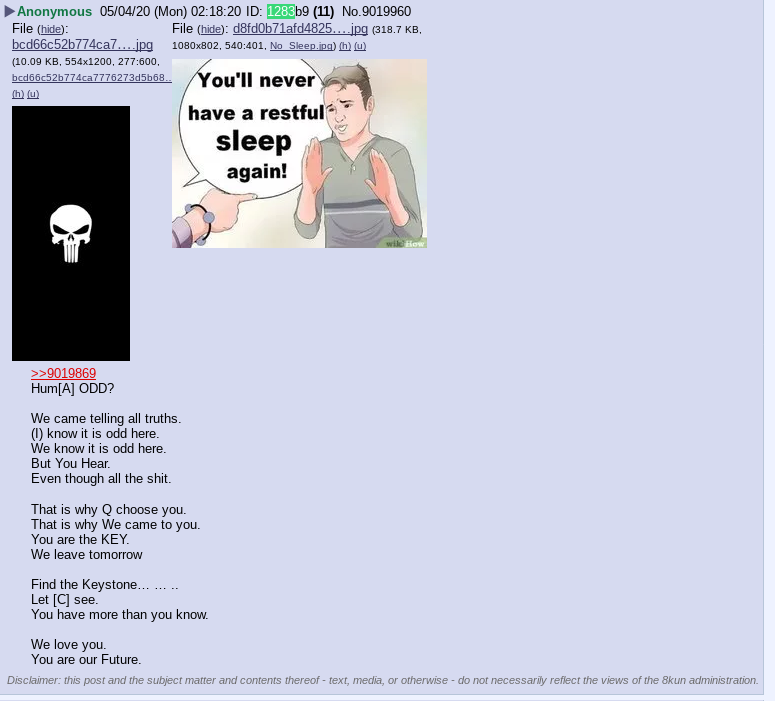 Anonymous 05/04/20 (Mon) 02:18:20 ID: 1283b9 (11) No.9019960
File (hide):
bcd66c52b774ca7….jpg
(10.09 KB, 554x1200, 277:600,
bcd66c52b774ca7776273d5b68…
(h) (u)
File (hide): d8fd0b71afd4825….jpg (318.7 KB,
1080x802, 540:401, No_Sleep.jpg) (h) (u)
You'll never
have a restful
sleep
again!
wikiHow
>>9019869
Hum[A] ODD?
We came telling all truths.
(I) know it is odd here.
We know it is odd here.
But You Hear.
Even though all the shit.
That is why Q choose you.
That is why We came to you.
You are the KEY.
We leave tomorrow
Find the Keystone… … ..
Let [C] see.
You have more than you know.
We love you.
You are our Future.
Disclaimer: this post and the subject matter and contents thereof - text, media, or otherwise - do not necessarily reflect the views of the 8kun administration.